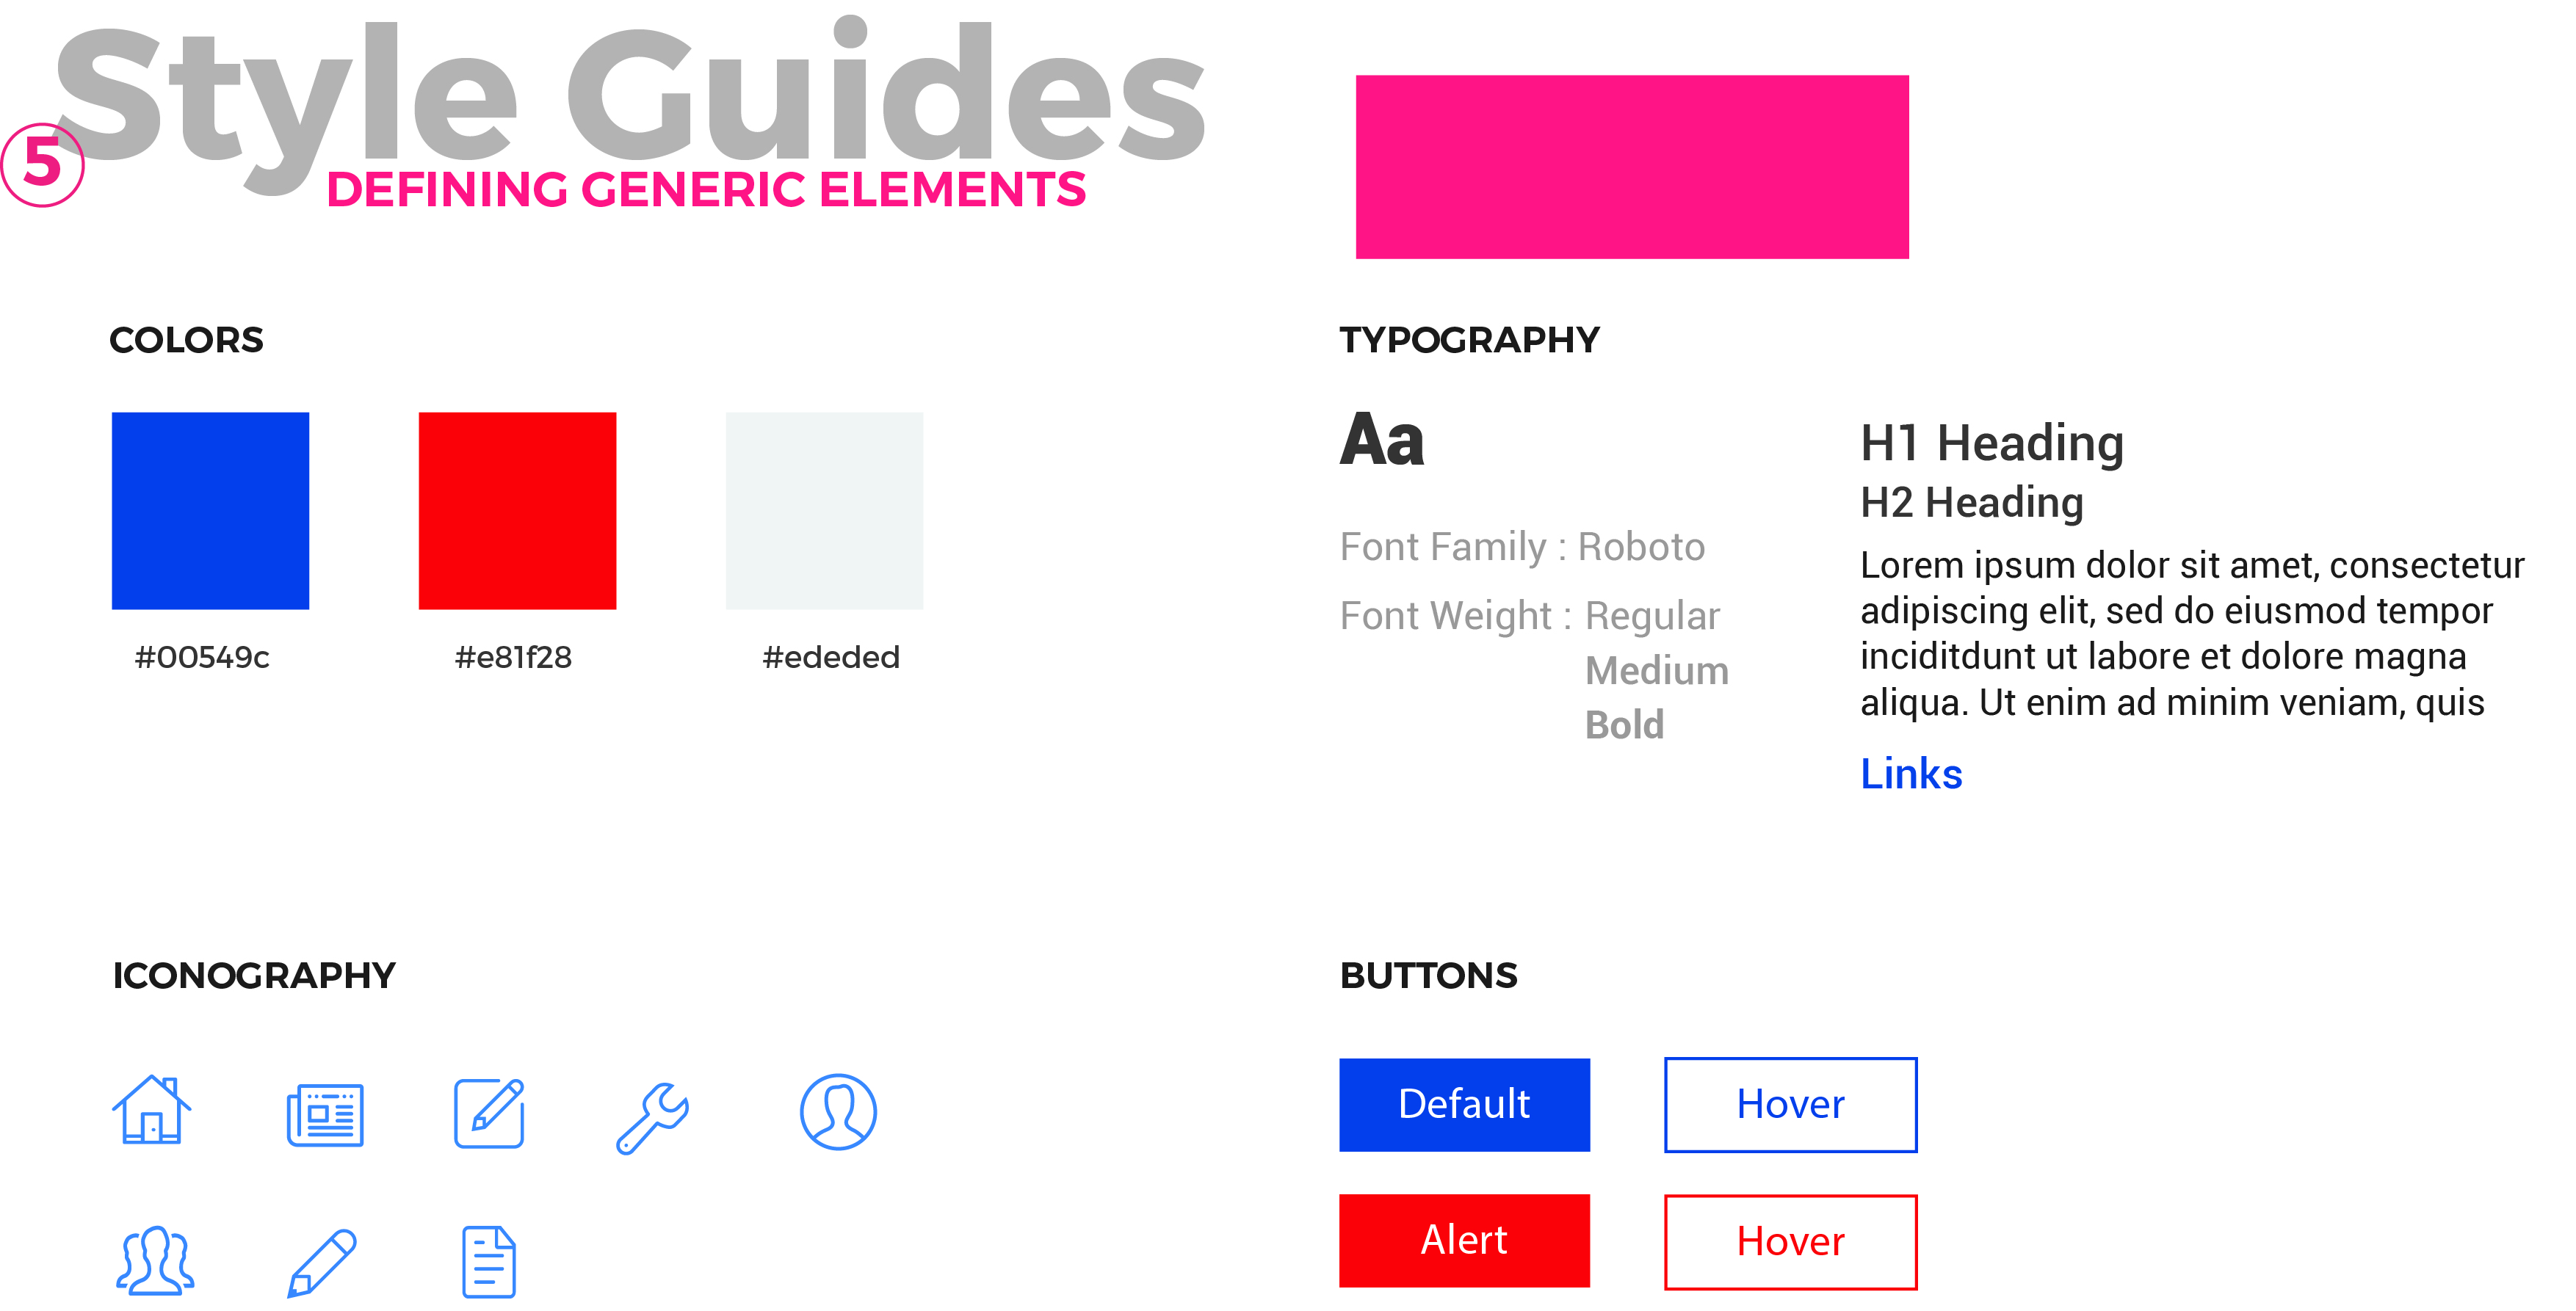 Style Guides
5
DEFINING GENERIC ELEMENTS
COLORS
#00549c
#e81f28
#ededed
TYPOGRAPHY
Aa
Font Family : Roboto
Font Weight : Regular
Medium
Bold
H1 Heading
H2 Heading
Lorem ipsum dolor sit amet, consectetur
adipiscing elit, sed do eiusmod tempor
inciditdunt ut labore et dolore magna
aliqua. Ut enim ad minim veniam, quis
Links
ICONOGRAPHY
BUTTONS
Default
Hover
Alert
Hover